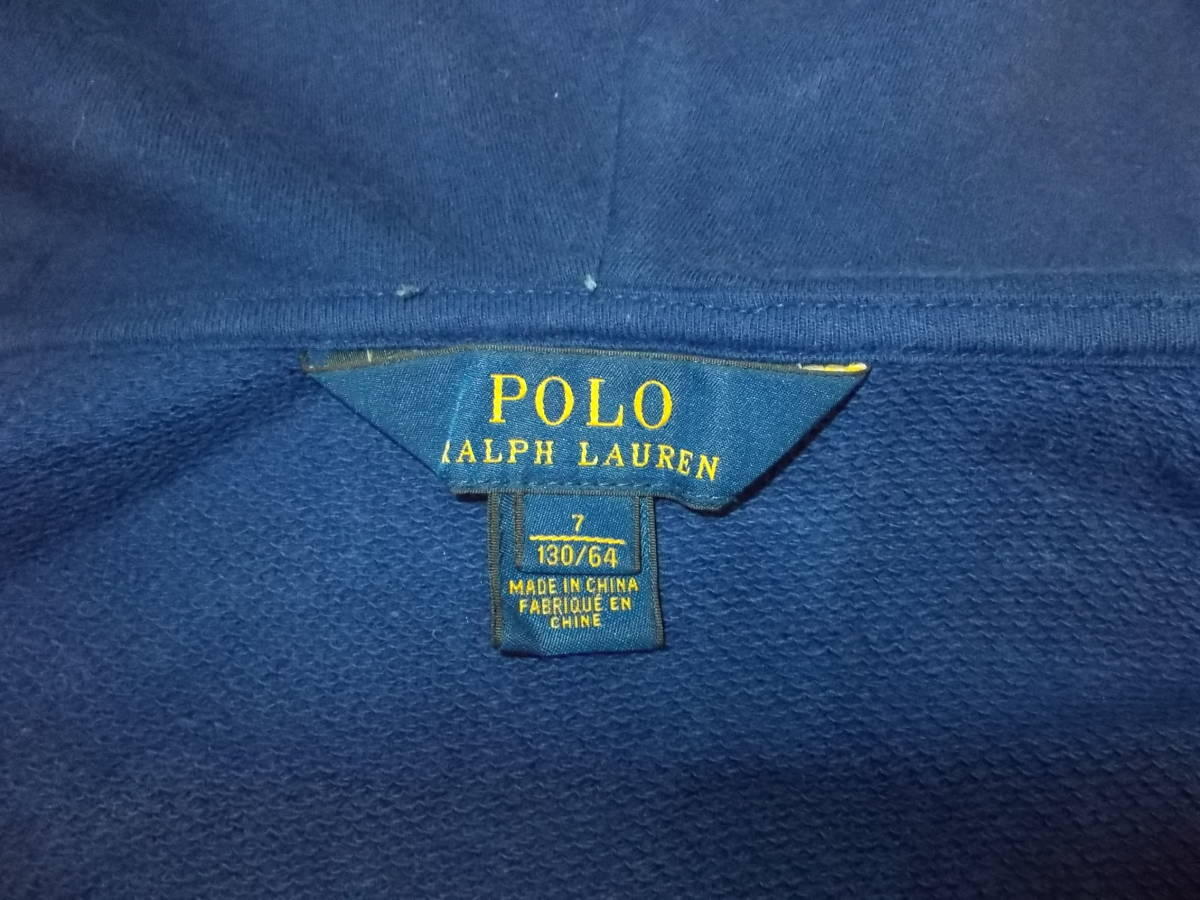 POLO
RALPH LAUREN
7
130/64
MADE IN CHINA
FABRIQUÉ EN
CHINE